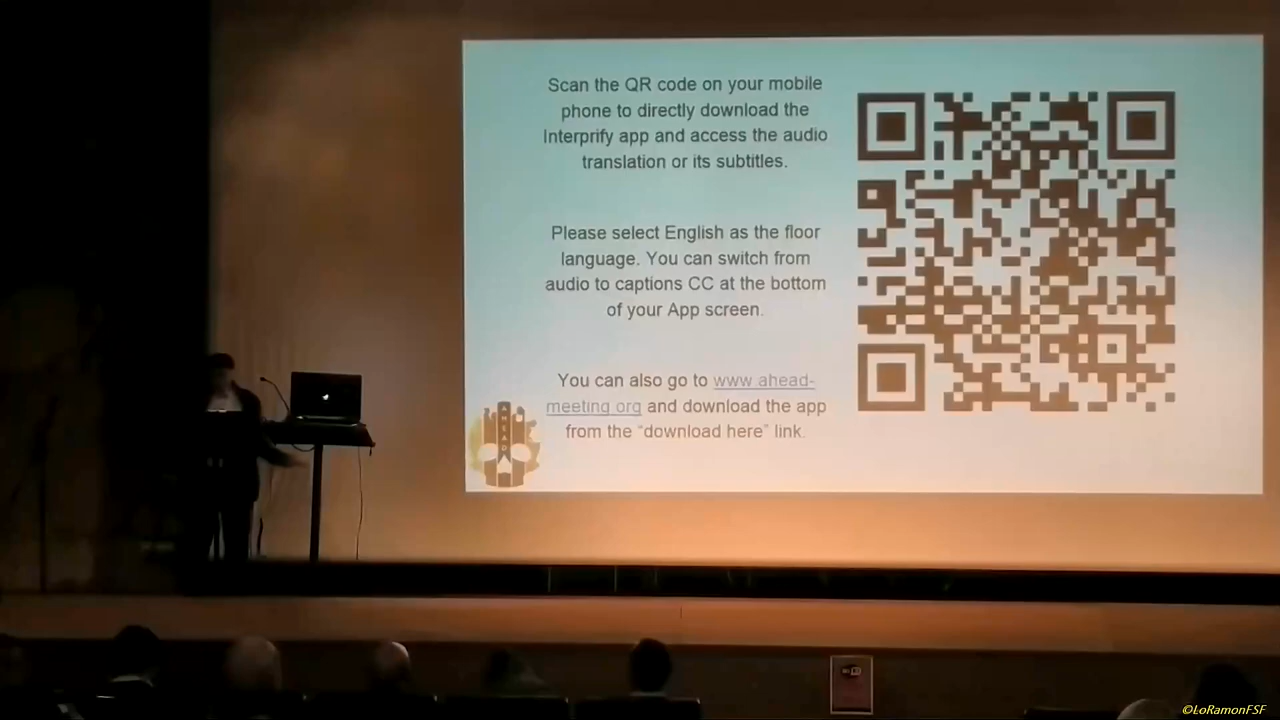 Scan the QR code on your mobile
phone to directly download the
Interprify app and access the audio
translation or its subtitles.
Please select English as the floor
language. You can switch from
audio to captions CC at the bottom
of your App screen.
You can also go to www.ahead-
meeting.org and download the app
from the "download here" link.
AHEAD
©LoRamonFSF